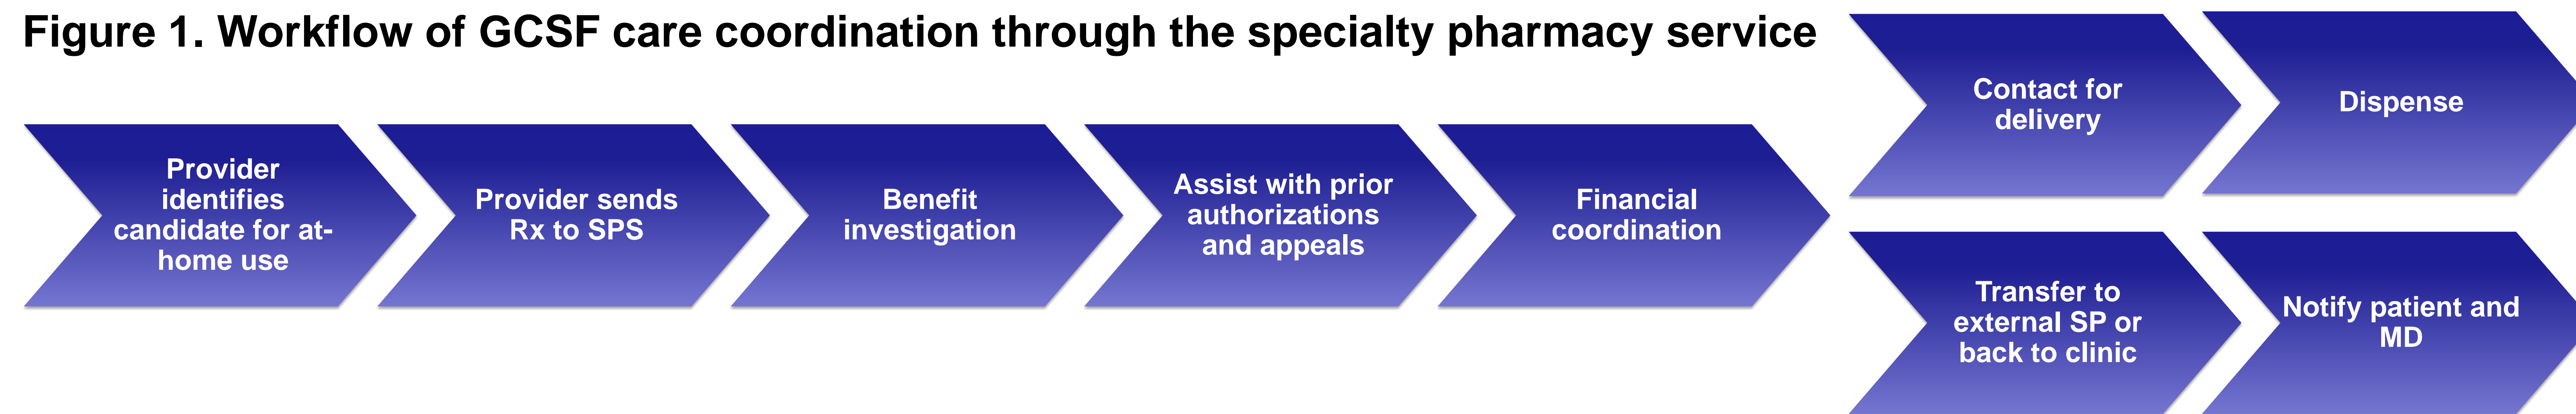 Figure 1. Workflow of GCSF care coordination through the specialty pharmacy service
Provider
identifies
candidate for at-
home use
Provider sends
Rx to SPS
Benefit
investigation
Assist with prior
authorizations
and appeals
Financial
coordination
Contact for
delivery
Dispense
Transfer to
external SP or
back to clinic
Notify patient and
MD